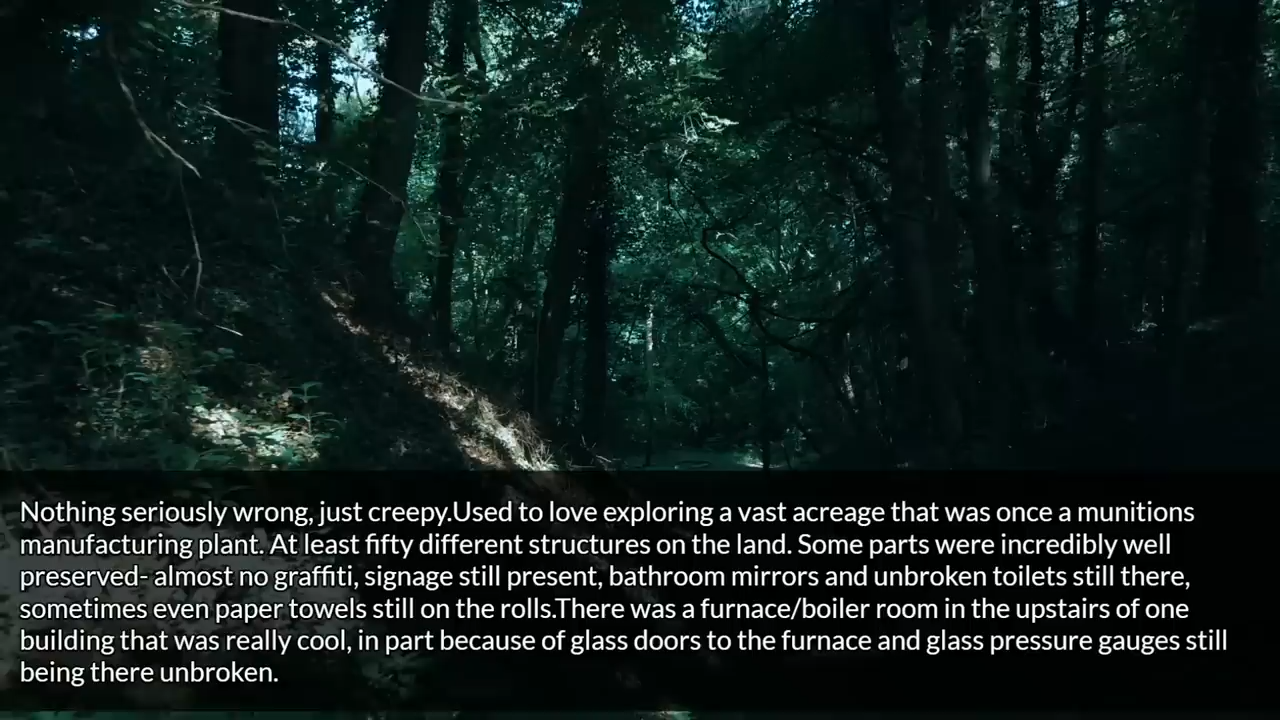 Nothing seriously wrong, just creepy.Used to love exploring a vast acreage that was once a munitions
manufacturing plant. At least fifty different structures on the land. Some parts were incredibly well
preserved- almost no graffiti, signage still present, bathroom mirrors and unbroken toilets still there,
sometimes even paper towels still on the rolls.There was a furnace/boiler room in the upstairs of one
building that was really cool, in part because of glass doors to the furnace and glass pressure gauges still
being there unbroken.